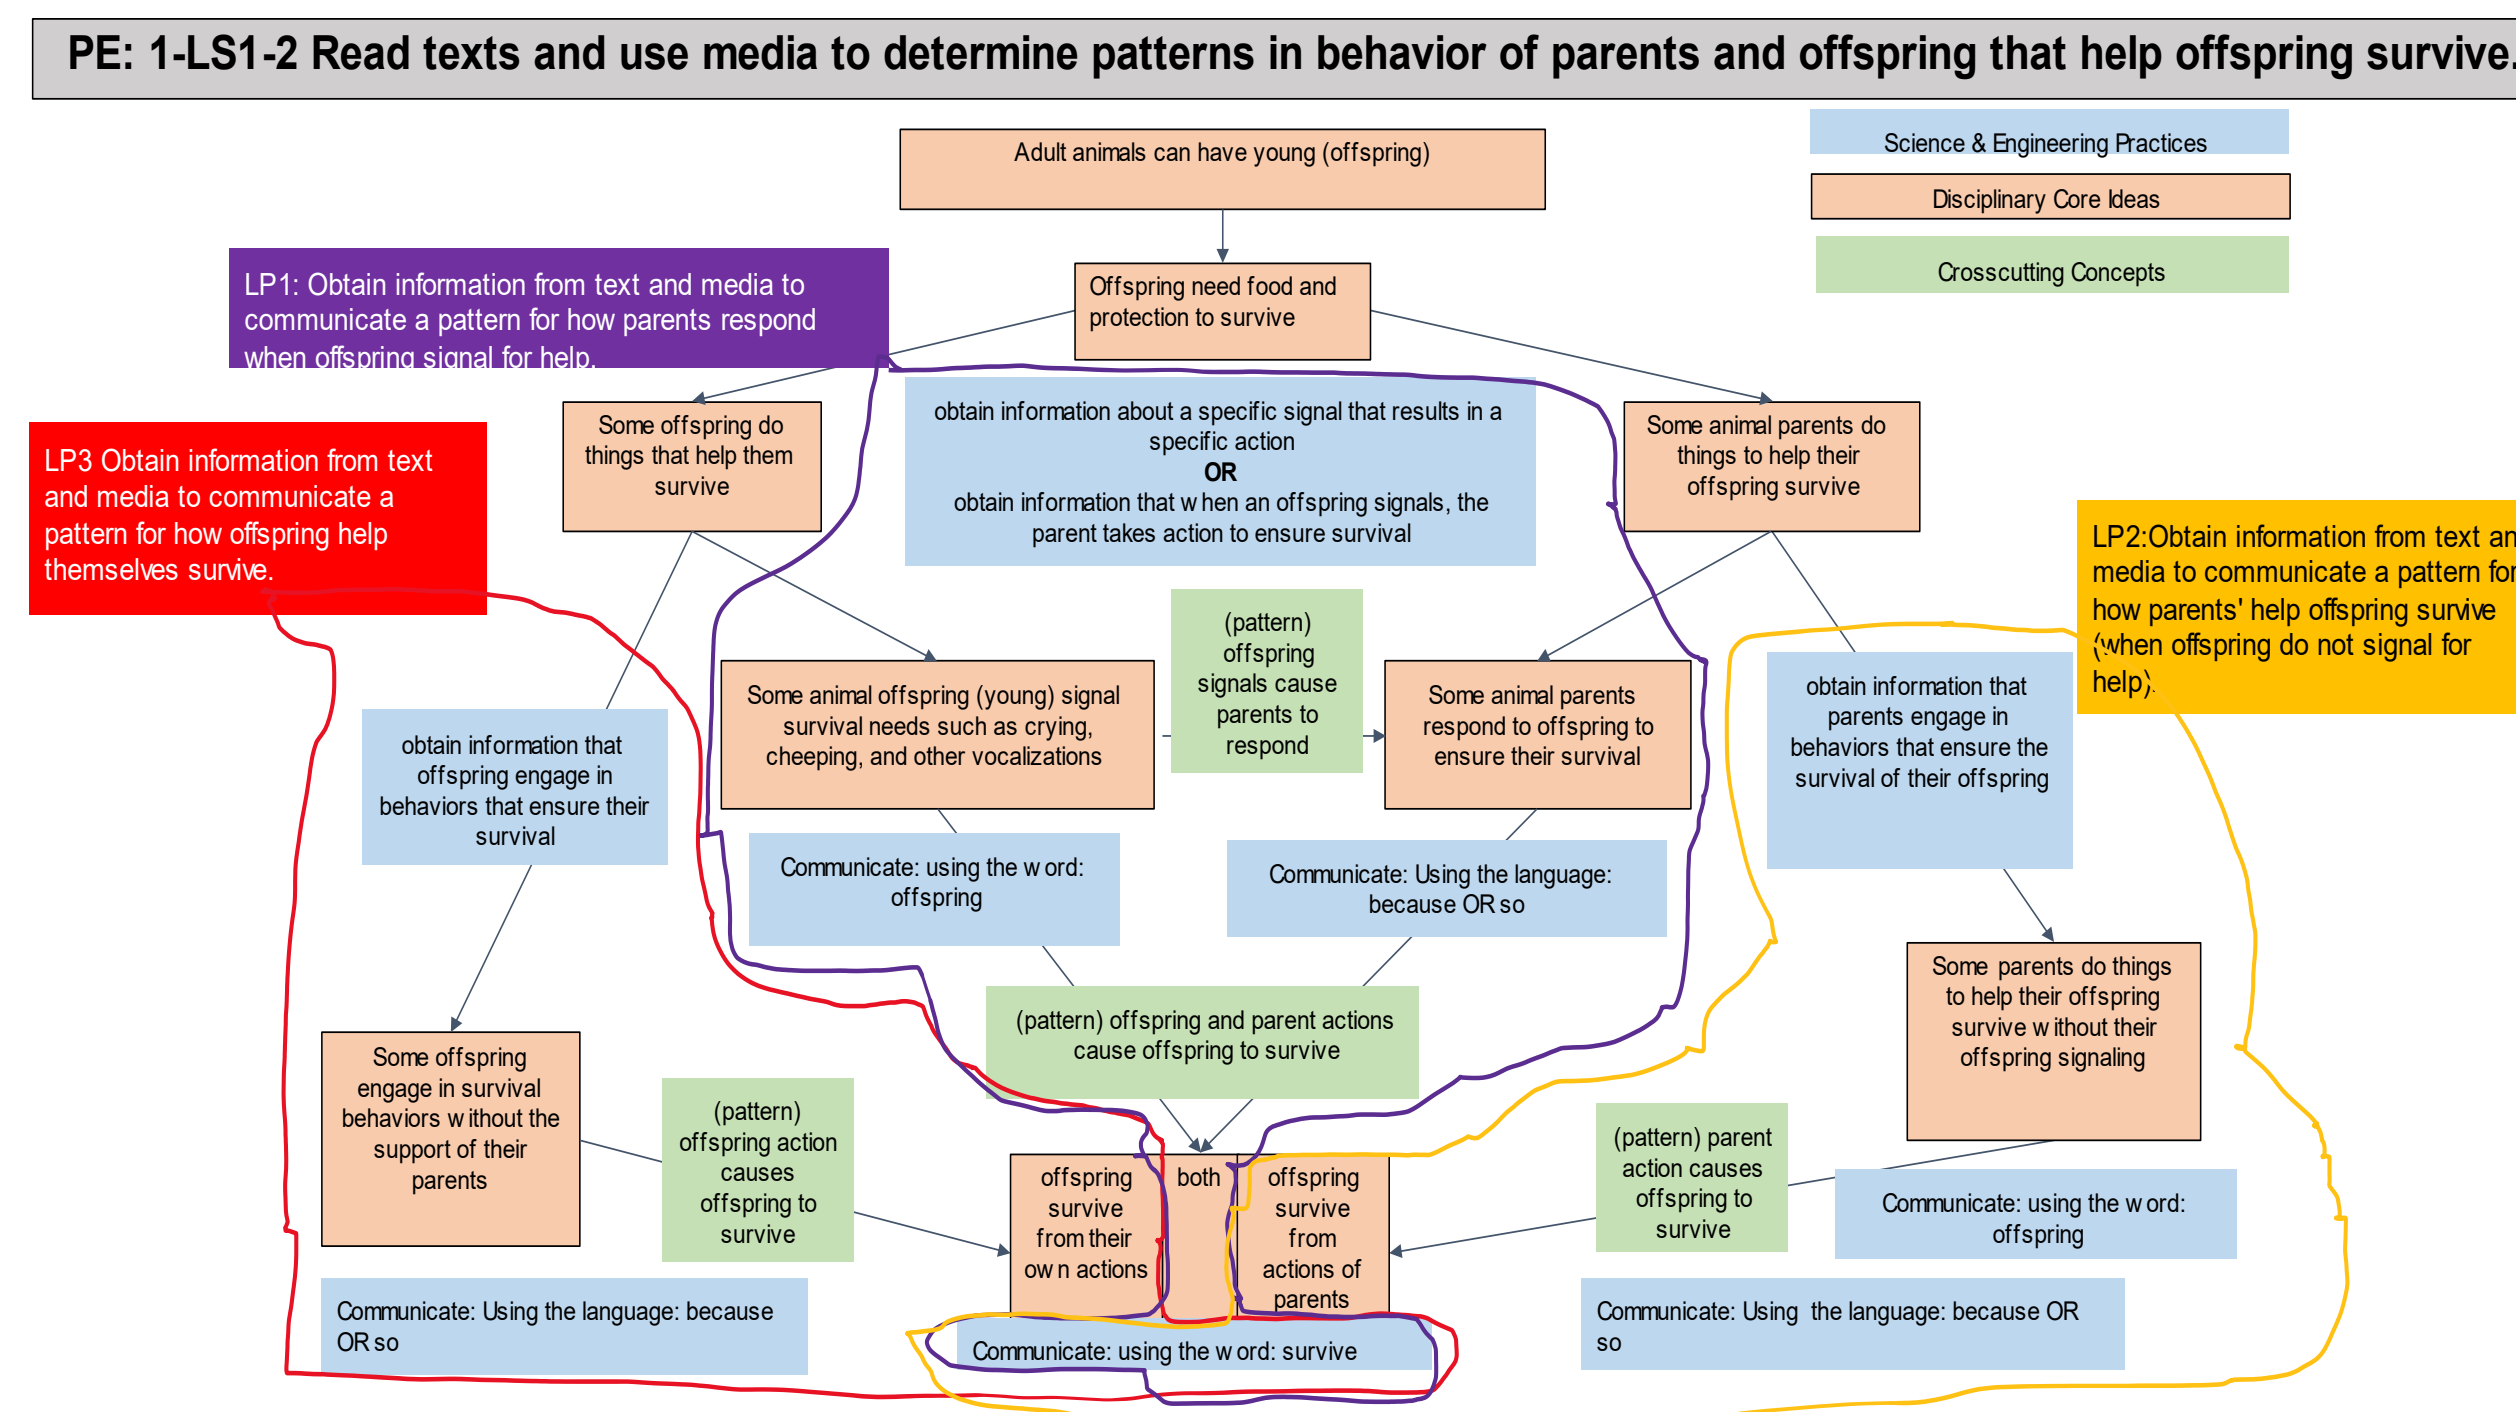 PE: 1-LS1-2 Read texts and use media to determine patterns in behavior of parents and offspring that help offspring survive.
Adult animals can have young (offspring)
Science & Engineering Practices
Disciplinary Core Ideas
Crosscutting Concepts
LP1: Obtain information from text and media to
communicate a pattern for how parents respond
when offspring signal for help.
Offspring need food and
protection to survive
LP3 Obtain information from text
and media to communicate a
pattern for how offspring help
themselves survive.
Some offspring do
things that help them
survive
obtain information about a specific signal that results in a
specific action
OR
obtain information that when an offspring signals, the
parent takes action to ensure survival
Some animal parents do
things to help their
offspring survive
LP2:Obtain information from text an
media to communicate a pattern for
how parents' help offspring survive
(when offspring do not signal for
help).
(pattern)
offspring
signals cause
parents to
respond
Some animal offspring (young) signal
survival needs such as crying,
cheeping, and other vocalizations
Some animal parents
respond to offspring to
ensure their survival
obtain information that
parents engage in
behaviors that ensure the
survival of their offspring
obtain information that
offspring engage in
behaviors that ensure their
survival
Communicate: using the word:
offspring
Communicate: Using the language:
because OR so
Some parents do things
to help their offspring
survive without their
offspring signaling
(pattern) offspring and parent actions
cause offspring to survive
Some offspring
engage in survival
behaviors without the
support of their
parents
(pattern)
offspring action
causes
offspring to
survive
offspring
survive
from their
own actions
both
offspring
survive
from
actions of
parents
(pattern) parent
action causes
offspring to
survive
Communicate: using the word:
offspring
Communicate: Using the language: because
OR so
Communicate: using the word: survive
Communicate: Using the language: because OR
so